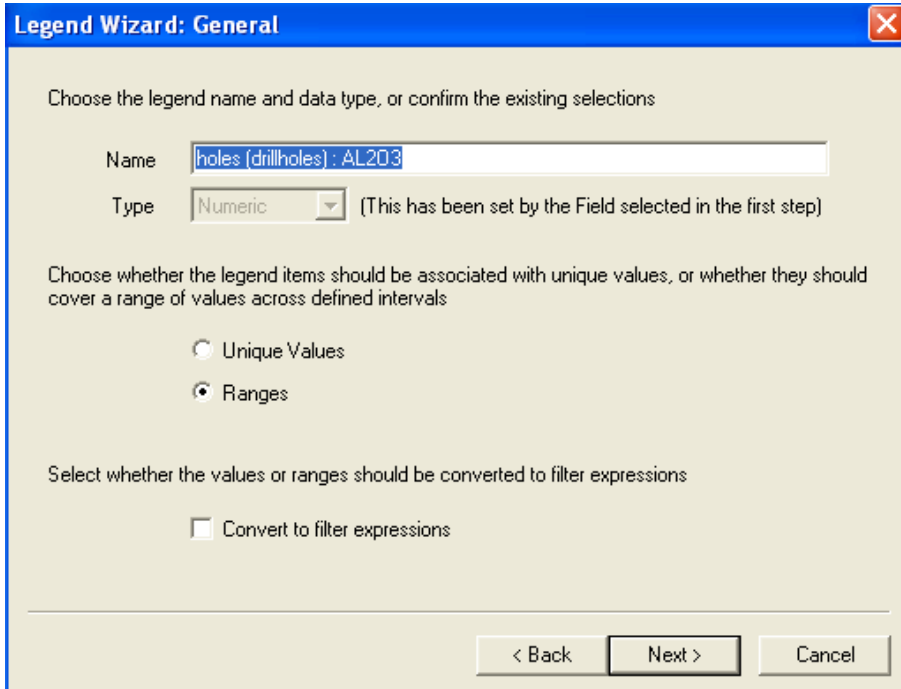 Legend Wizard: General
Choose the legend name and data type, or confirm the existing selections
Name holes (drillholes) : AL2O3
Type Numeric (This has been set by the Field selected in the first step)
Choose whether the legend items should be associated with unique values, or whether they should
cover a range of values across defined intervals
Unique Values
Ranges
Select whether the values or ranges should be converted to filter expressions
Convert to filter expressions
< Back Next > Cancel